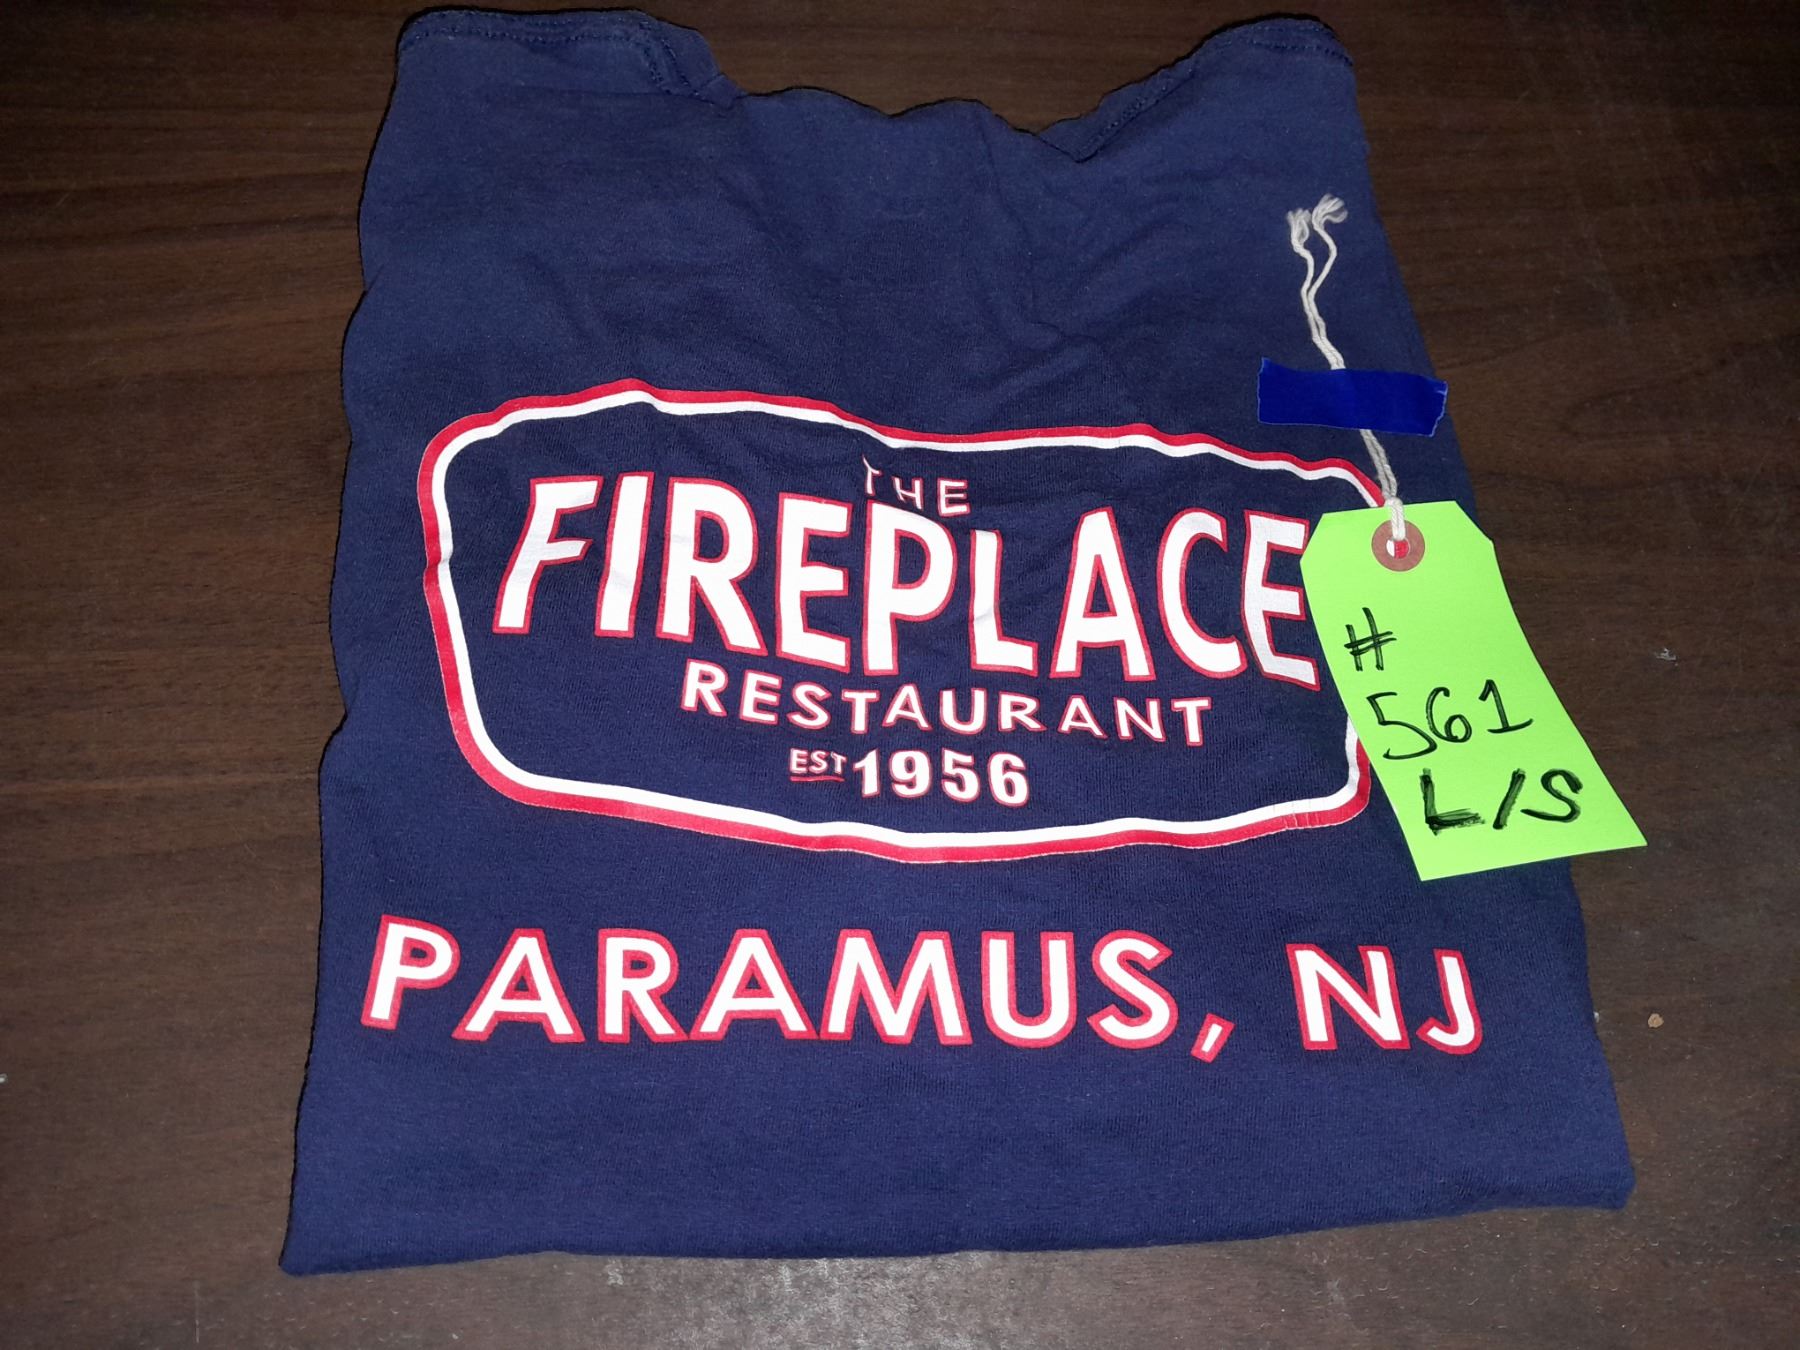 THE
FIREPLACE
RESTAURANT
EST 1956
PARAMUS, NJ
#
561
L/S